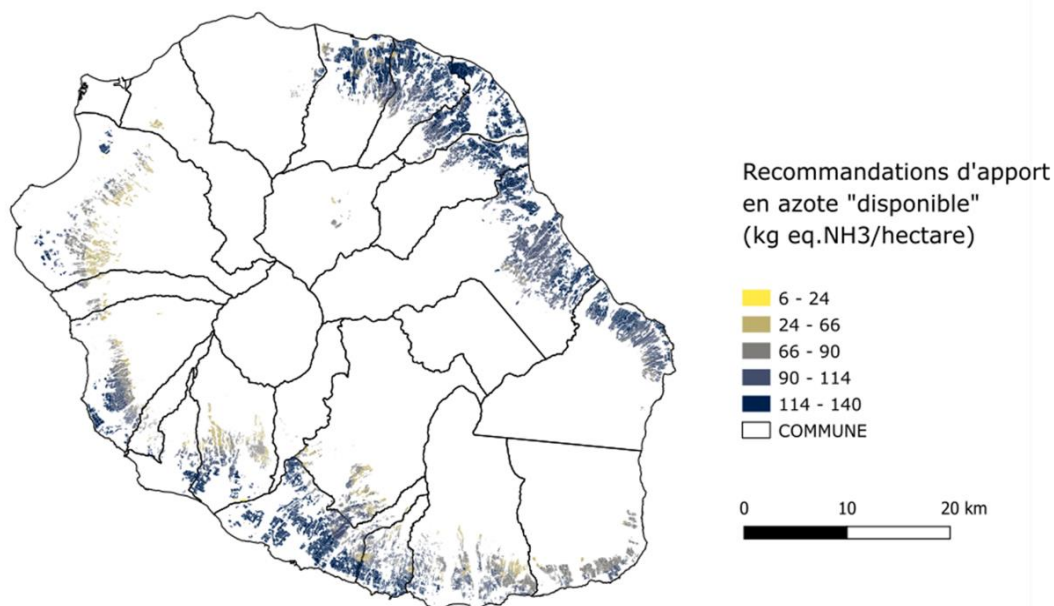 Recommandations d'apport
en azote "disponible"
(kg eq.NH3/hectare)
6 - 24
24 - 66
66 - 90
90 - 114
114 - 140
COMMUNE
0 10 20 km